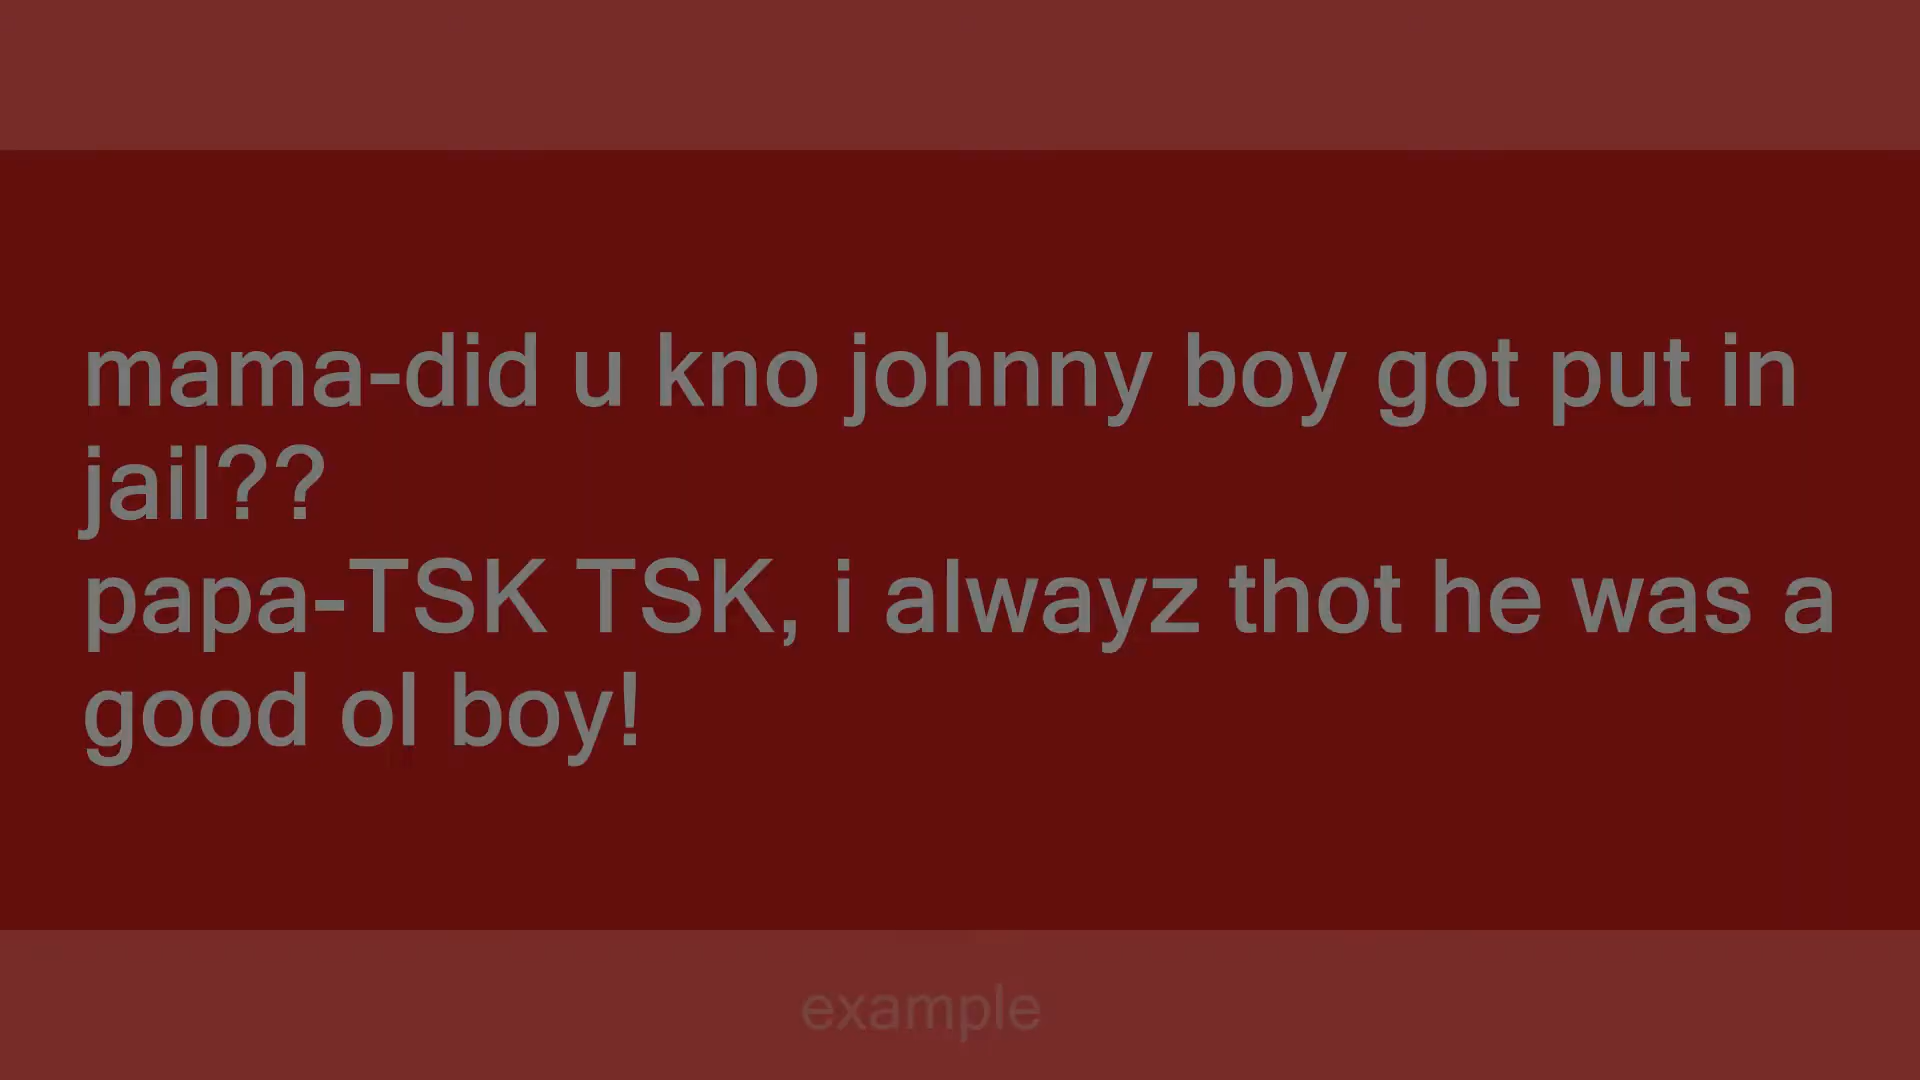 mama-did u kno johnny boy got put in
jail??
papa-TSK TSK, i alwayz thot he was a
good ol boy!
example